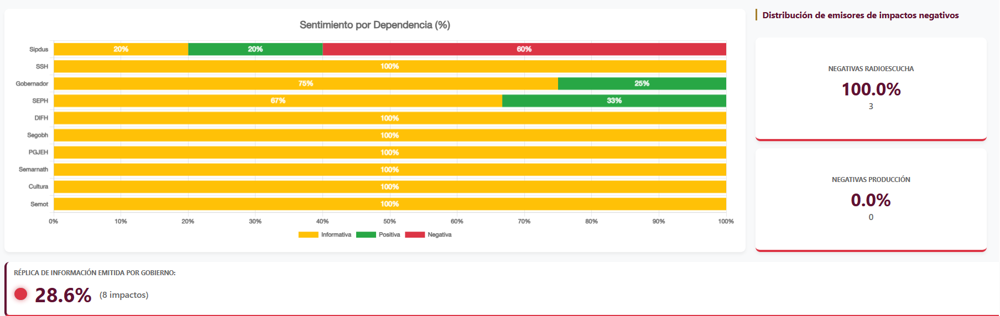 Sentimiento por Dependencia (%)
Sipdus 20% 20% 60%
SSH 100%
Gobernador 75% 25%
SEPH 67% 33%
DIFH 100%
Segobh 100%
PGJEH 100%
Semarnath 100%
Cultura 100%
Semot 100%
0% 10% 20% 30% 40% 50% 60% 70% 80% 90% 100%
Informativa Positiva Negativa
Distribución de emisores de impactos negativos
NEGATIVAS RADIOESCUCHA
100.0%
3
NEGATIVAS PRODUCCIÓN
0.0%
0
RÉPLICA DE INFORMACIÓN EMITIDA POR GOBIERNO:
28.6% (8 impactos)